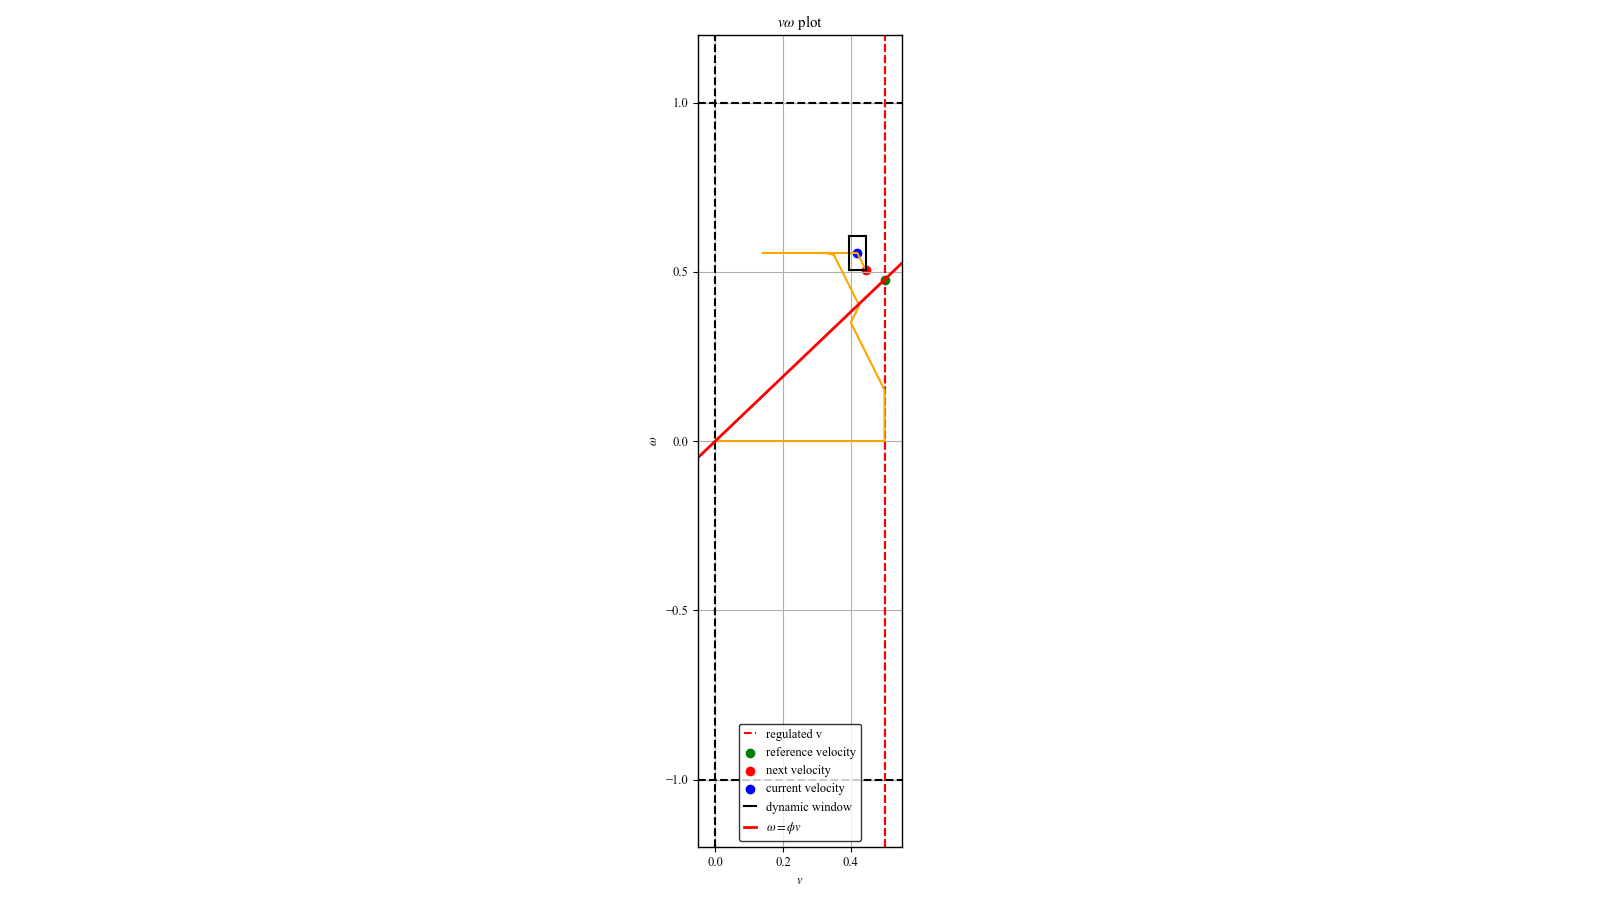 vω plot
1.0
0.5
0.0
−0.5
−1.0
ω
regulated v
reference velocity
next velocity
current velocity
dynamic window
ω = ϕv
0.0 0.2 0.4
v